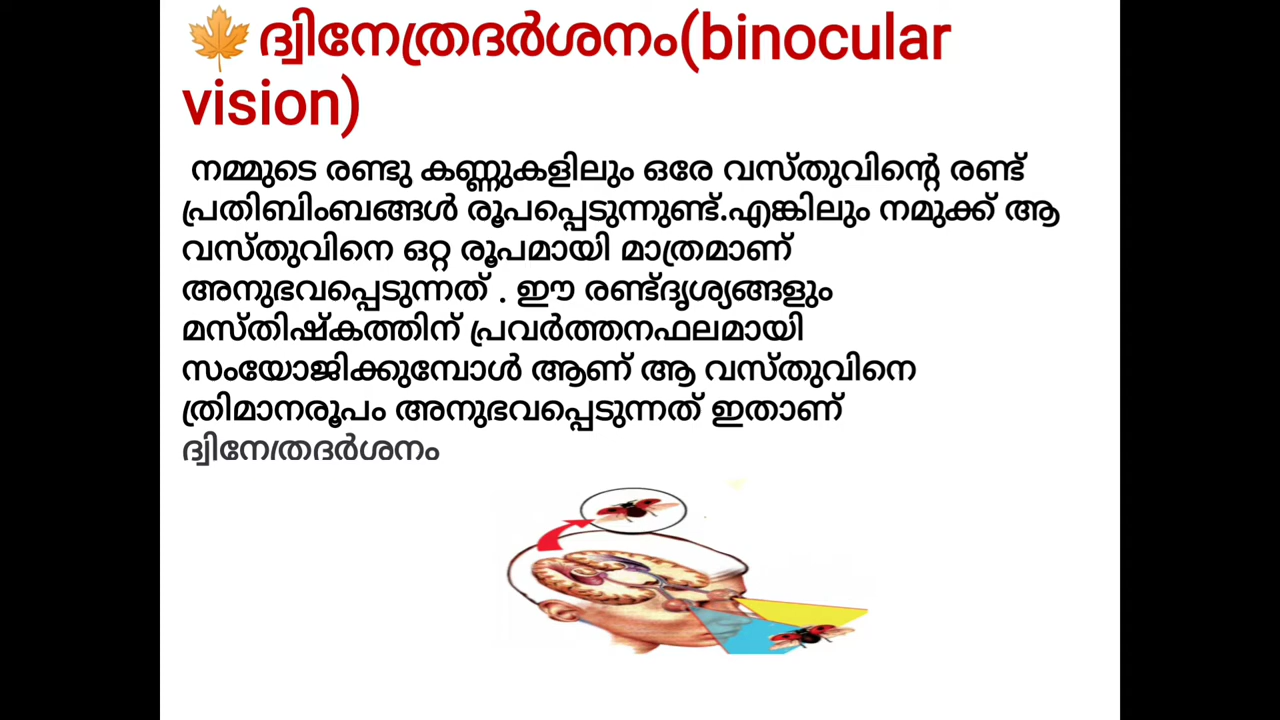 🍁ദ്വിനേത്രദർശനം(binocular
vision)
നമ്മുടെ രണ്ടു കണ്ണുകളിലും ഒരേ വസ്തുവിന്റെ രണ്ട്
പ്രതിബിംബങ്ങൾ രൂപപ്പെടുന്നുണ്ട്.എങ്കിലും നമുക്ക് ആ
വസ്തുവിനെ ഒറ്റ രൂപമായി മാത്രമാണ്
അനുഭവപ്പെടുന്നത് . ഈ രണ്ട്ദൃശ്യങ്ങളും
മസ്തിഷ്കത്തിന് പ്രവർത്തനഫലമായി
സംയോജിക്കുമ്പോൾ ആണ് ആ വസ്തുവിനെ
ത്രിമാനരൂപം അനുഭവപ്പെടുന്നത് ഇതാണ്
ദ്വിനേത്രദർശനം